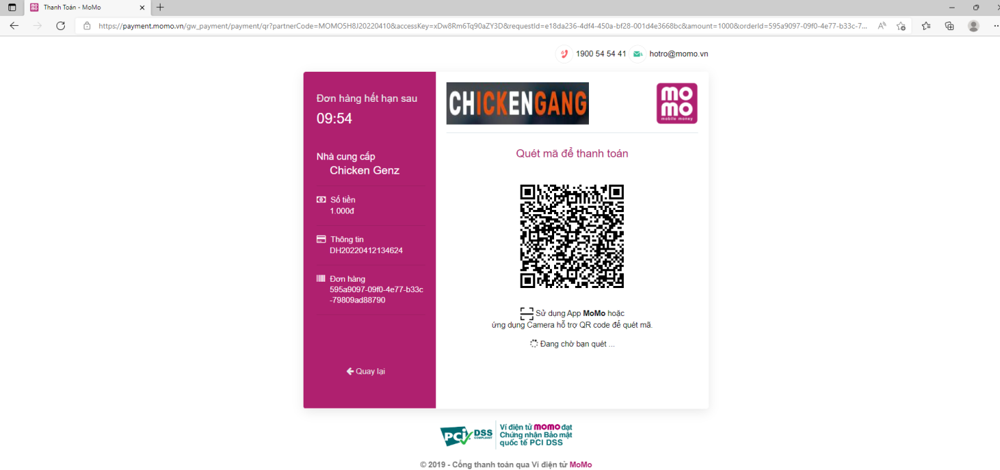 Thanh Toán - MoMo
https://payment.momo.vn/gw_payment/payment/qr?partnerCode=MOMO5H8J20220410&accessKey=xDw8Rm6Tq90aZY3D&requestId=e18da236-4df4-450a-bf28-001d4e3668bc&amount=1000&orderId=595a9097-09f0-4e77-b33c-7...
1900 54 54 41 hotro@momo.vn
Đơn hàng hết hạn sau
09:54
Nhà cung cấp
Chicken Genz
Số tiền
1.000đ
Thông tin
DH20220412134624
Đơn hàng
595a9097-09f0-4e77-b33c
-79809ad88790
Quay lại
CHICKENGANG
mo
mo
mobile money
Quét mã để thanh toán
Sử dụng App MoMo hoặc
ứng dụng Camera hỗ trợ QR code để quét mã.
Đang chờ bạn quét ...
PCI DSS
COMPLIANT
Ví điện tử momo đạt
Chứng nhận Bảo mật
quốc tế PCI DSS
© 2019 - Cổng thanh toán qua Ví điện tử MoMo